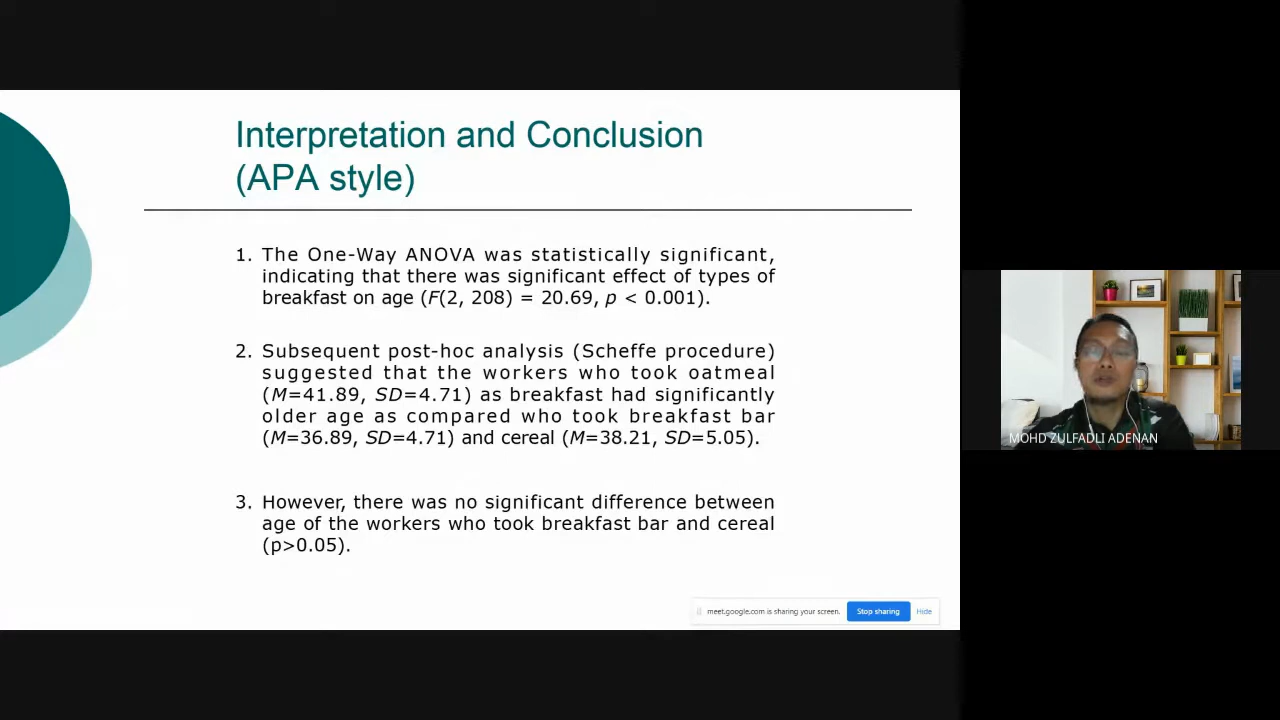 Interpretation and Conclusion
(APA style)
1. The One-Way ANOVA was statistically significant,
indicating that there was significant effect of types of
breakfast on age (F(2, 208) = 20.69, p < 0.001).
2. Subsequent post-hoc analysis (Scheffe procedure)
suggested that the workers who took oatmeal
(M=41.89, SD=4.71) as breakfast had significantly
older age as compared who took breakfast bar
(M=36.89, SD=4.71) and cereal (M=38.21, SD=5.05).
3. However, there was no significant difference between
age of the workers who took breakfast bar and cereal
(p>0.05).
meet.google.com is sharing your screen. Stop sharing Hide
MOHD ZULFADLI ADENAN